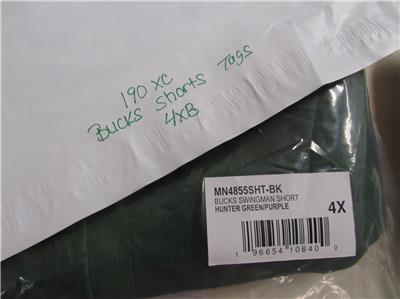 190 XC
Bucks Shorts Tags
4XB
MN4855SHT-BK
BUCKS SWINGMAN SHORT
HUNTER GREEN/PURPLE
4X
1 96654 10640 9